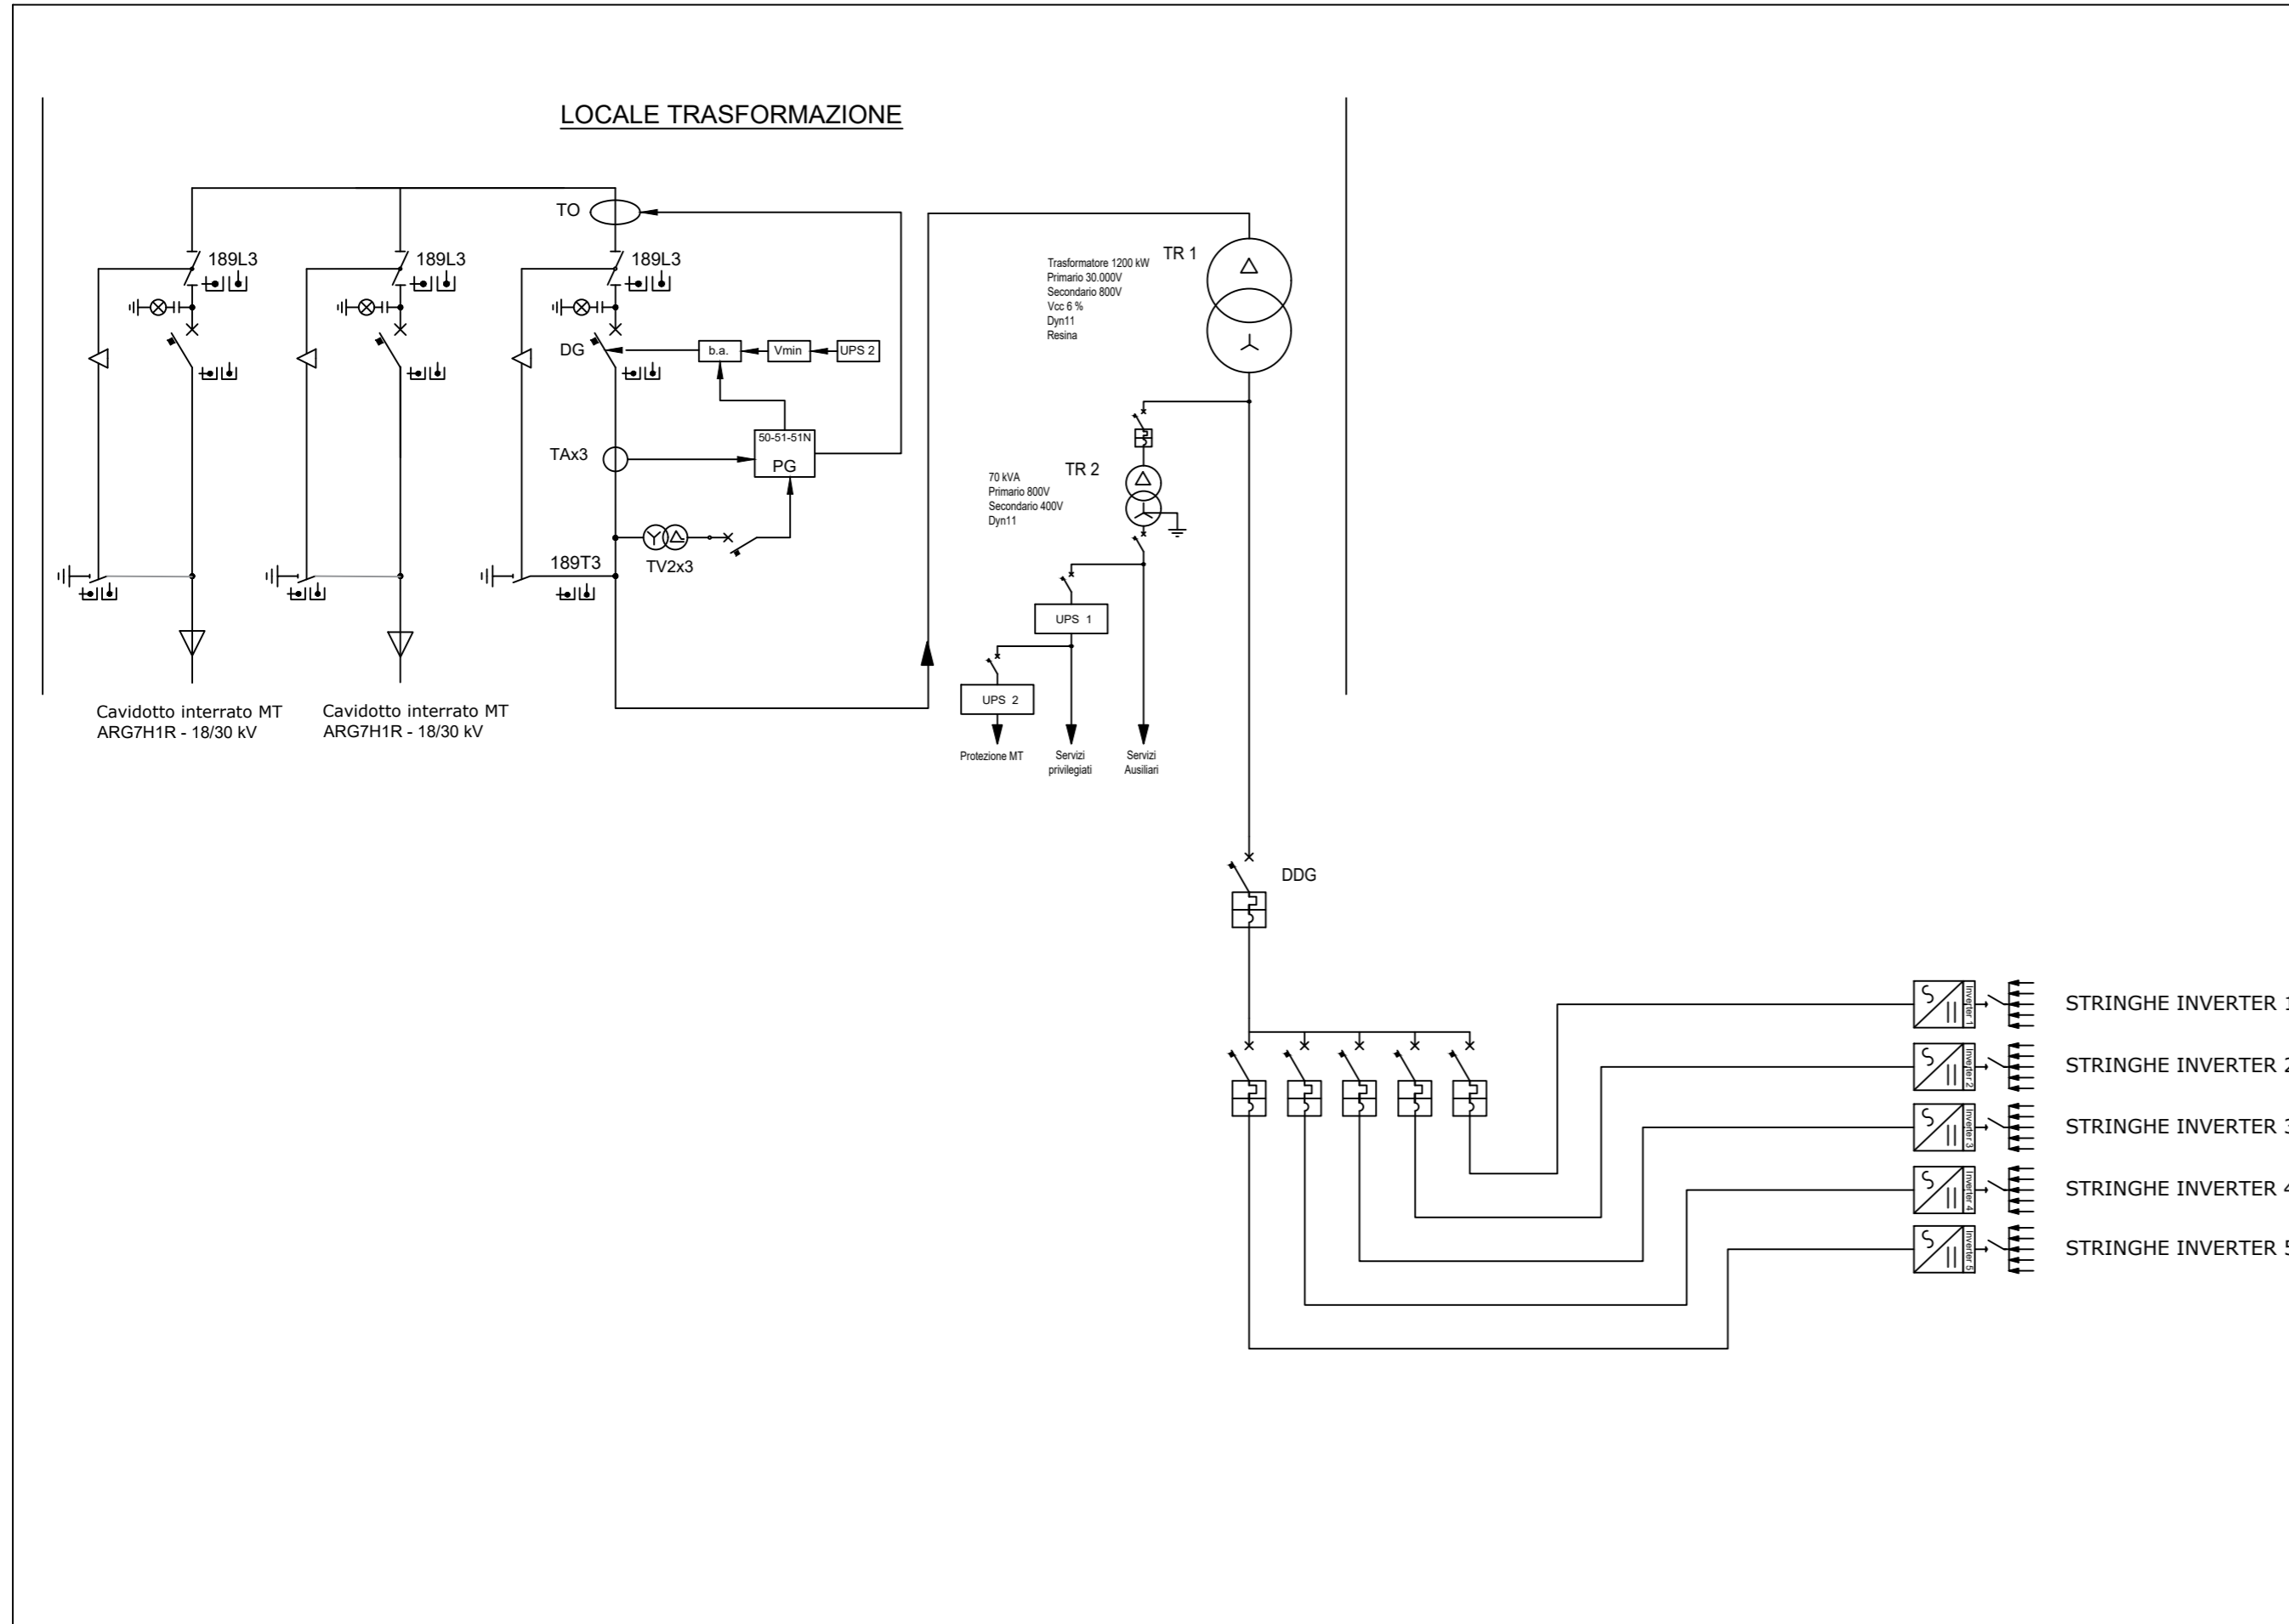 LOCALE TRASFORMAZIONE
TO
189L3
189L3
189L3
DG
b.a.
Vmin
UPS 2
TAx3
50-51-51N
PG
TV2x3
189T3
Cavidotto interrato MT
ARG7H1R - 18/30 kV
Cavidotto interrato MT
ARG7H1R - 18/30 kV
TR 1
Trasformatore 1200 kW
Primario 30.000V
Secondario 800V
Vcc 6 %
Dyn11
Resina
TR 2
70 kVA
Primario 800V
Secondario 400V
Dyn11
UPS 1
UPS 2
Protezione MT
Servizi
privilegiati
Servizi
Ausiliari
DDG
Inverter 1
STRINGHE INVERTER 1
Inverter 2
STRINGHE INVERTER 2
Inverter 3
STRINGHE INVERTER 3
Inverter 4
STRINGHE INVERTER 4
Inverter 5
STRINGHE INVERTER 5